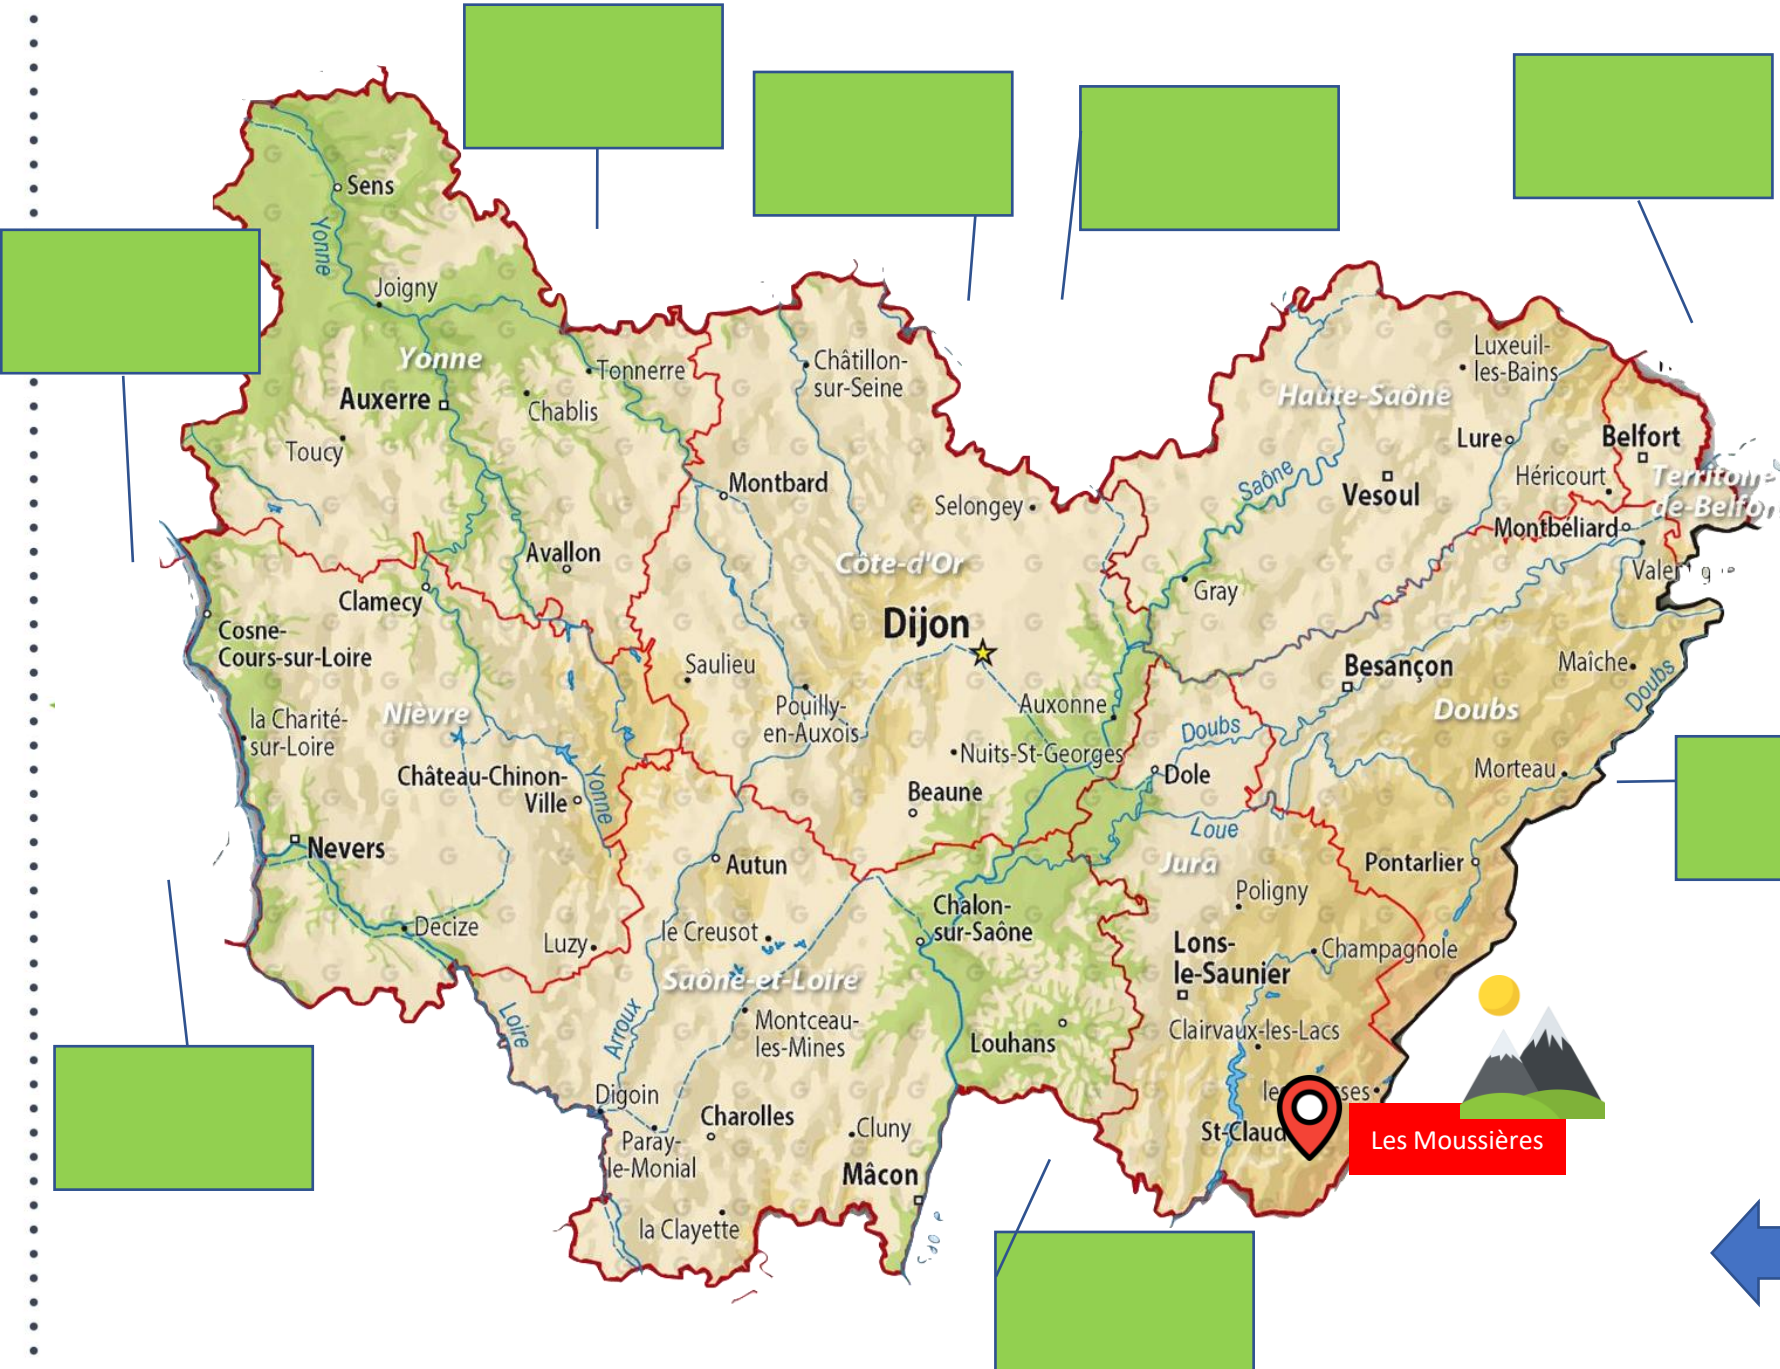 Sens
Yonne
Joigny
Yonne
Tonnerre
Auxerre
Chablis
Toucy
Châtillon-
sur-Seine
Luxeuil-
les-Bains
Haute-Saône
Lure
Belfort
Héricourt
Territoire-
de-Belfort
Montbard
Selongey
Saône
Vesoul
Montbéliard
Avallon
Côte-d'Or
Clamecy
Gray
Cosne-
Cours-sur-Loire
Dijon
Saulieu
Besançon
Maîche
Doubs
Pouilly-
en-Auxois
Auxonne
Nièvre
la Charité-
sur-Loire
Doubs
Doubs
Nuits-St-Georges
Château-Chinon-
Ville
Yonne
Beaune
Dole
Morteau
Loue
Nevers
Autun
Jura
Pontarlier
Poligny
Decize
Luzy
le Creusot
Chalon-
sur-Saône
Lons-
le-Saunier
Champagnole
Saône-et-Loire
Loire
Arroux
Montceau-
les-Mines
Louhans
Clairvaux-les-Lacs
Digoin
Charolles
Cluny
Paray-
le-Monial
Mâcon
St-Claud
Les Moussières
la Clayette